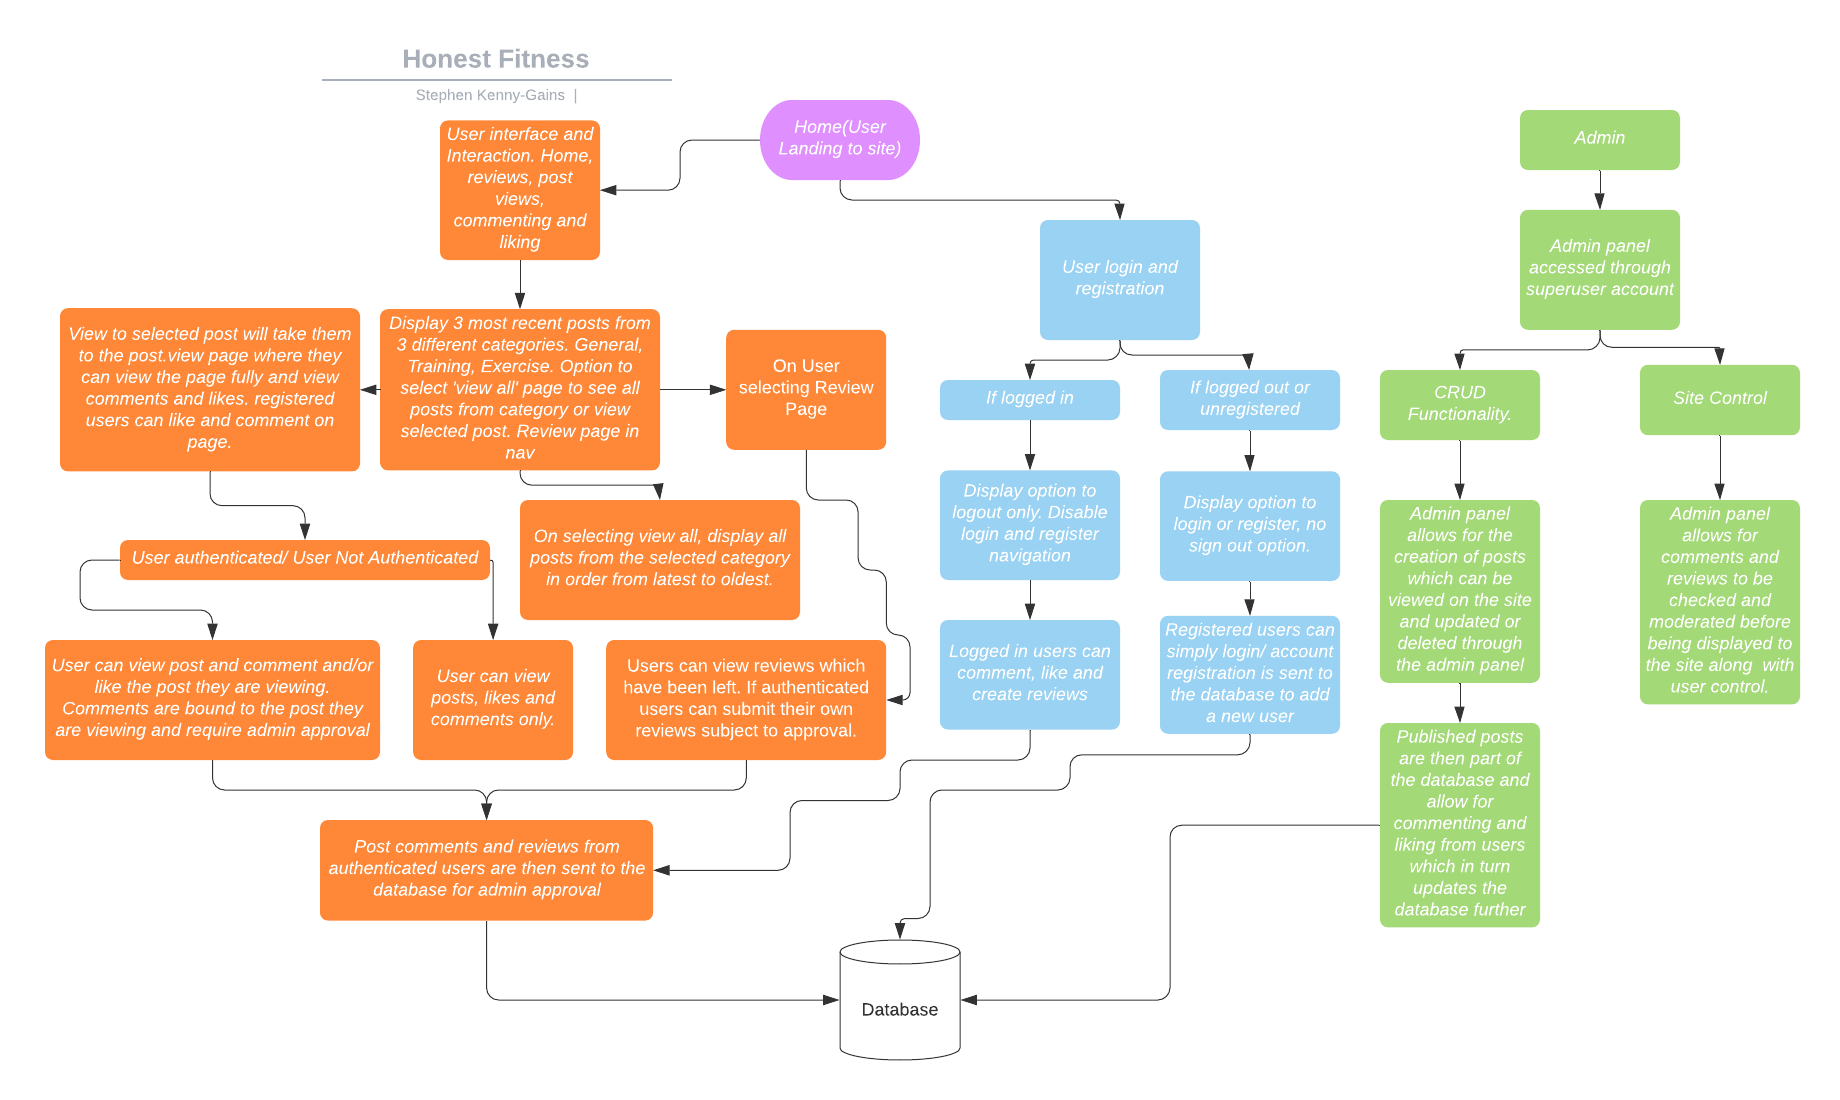 Honest Fitness
Stephen Kenny-Gains  |
Home(User
Landing to site)
User interface and
Interaction. Home,
reviews, post
views,
commenting and
liking
Display 3 most recent posts from
3 different categories. General,
Training, Exercise. Option to
select 'view all' page to see all
posts from category or view
selected post. Review page in
nav
View to selected post will take them
to the post.view page where they
can view the page fully and view
comments and likes. registered
users can like and comment on
page.
On User
selecting Review
Page
On selecting view all, display all
posts from the selected category
in order from latest to oldest.
User authenticated/ User Not Authenticated
User can view post and comment and/or
like the post they are viewing.
Comments are bound to the post they
are viewing and require admin approval
User can view
posts, likes and
comments only.
Users can view reviews which
have been left. If authenticated
users can submit their own
reviews subject to approval.
Post comments and reviews from
authenticated users are then sent to the
database for admin approval
User login and
registration
If logged in
If logged out or
unregistered
Display option to
logout only. Disable
login and register
navigation
Display option to
login or register, no
sign out option.
Logged in users can
comment, like and
create reviews
Registered users can
simply login/ account
registration is sent to
the database to add
a new user
Admin
Admin panel
accessed through
superuser account
CRUD
Functionality.
Site Control
Admin panel
allows for the
creation of posts
which can be
viewed on the site
and updated or
deleted through
the admin panel
Admin panel
allows for
comments and
reviews to be
checked and
moderated before
being displayed to
the site along  with
user control.
Published posts
are then part of
the database and
allow for
commenting and
liking from users
which in turn
updates the
database further
Database